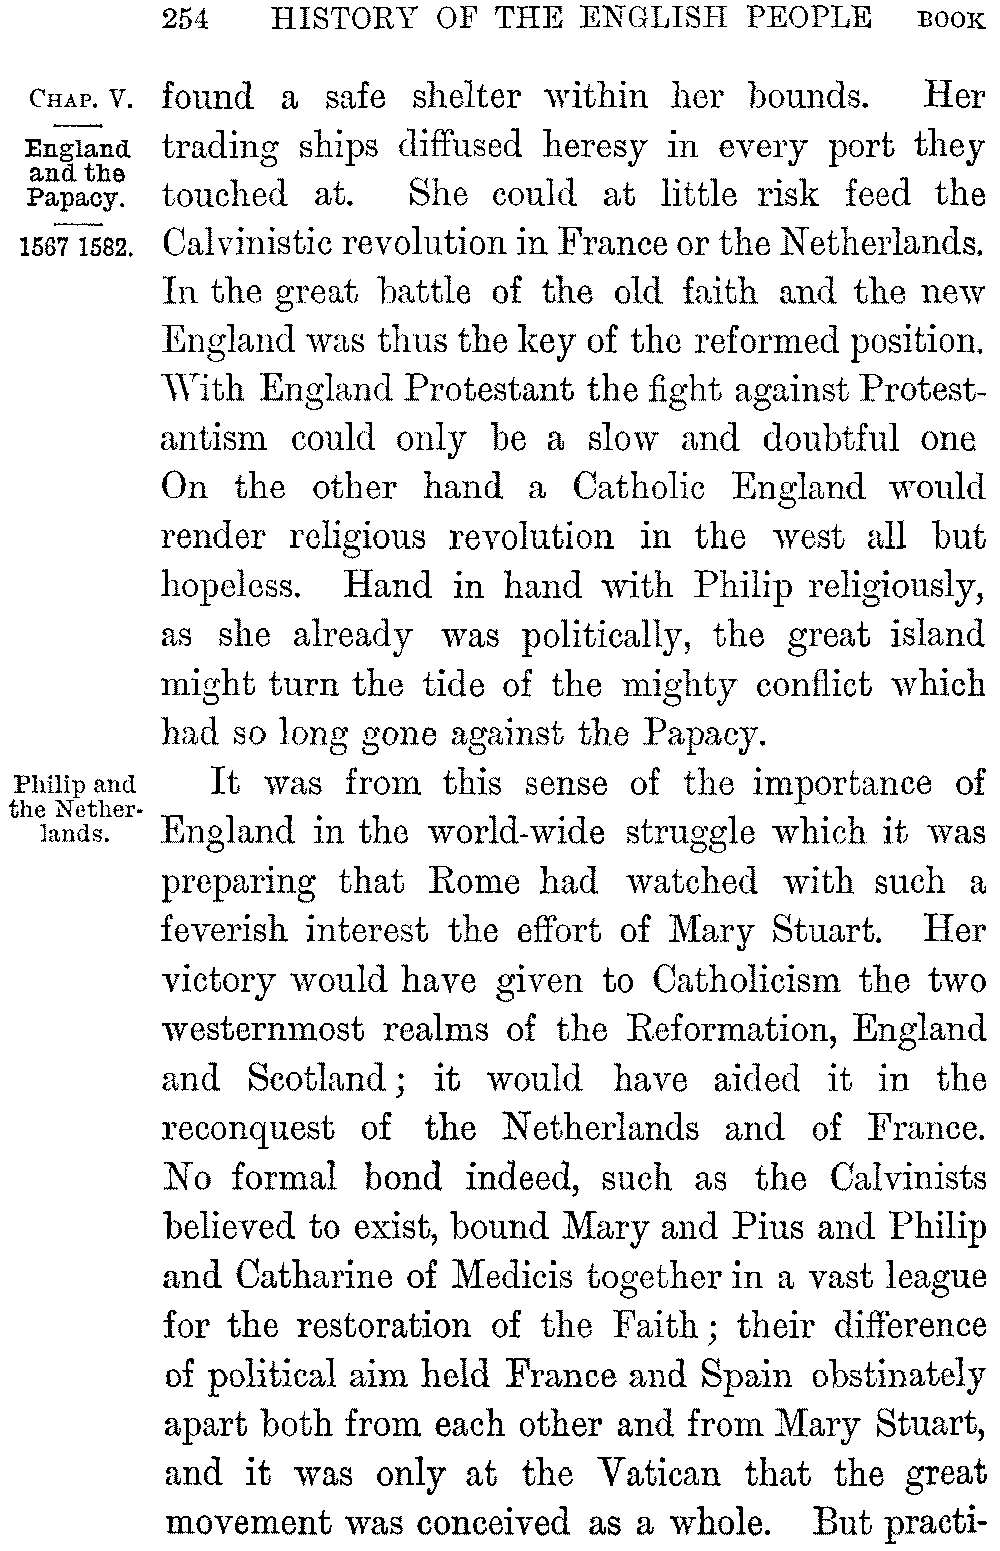 254 HISTORY OF THE ENGLISH PEOPLE BOOK
CHAP. V.
England
and the
Papacy.
1567 1582.
found a safe shelter within her bounds. Her
trading ships diffused heresy in every port they
touched at. She could at little risk feed the
Calvinistic revolution in France or the Netherlands.
In the great battle of the old faith and the new
England was thus the key of the reformed position.
With England Protestant the fight against Protest-
antism could only be a slow and doubtful one
On the other hand a Catholic England would
render religious revolution in the west all but
hopeless. Hand in hand with Philip religiously,
as she already was politically, the great island
might turn the tide of the mighty conflict which
had so long gone against the Papacy.
Philip and
the Nether-
lands.
It was from this sense of the importance of
England in the world-wide struggle which it was
preparing that Rome had watched with such a
feverish interest the effort of Mary Stuart. Her
victory would have given to Catholicism the two
westernmost realms of the Reformation, England
and Scotland; it would have aided it in the
reconquest of the Netherlands and of France.
No formal bond indeed, such as the Calvinists
believed to exist, bound Mary and Pius and Philip
and Catharine of Medicis together in a vast league
for the restoration of the Faith; their difference
of political aim held France and Spain obstinately
apart both from each other and from Mary Stuart,
and it was only at the Vatican that the great
movement was conceived as a whole. But practi-